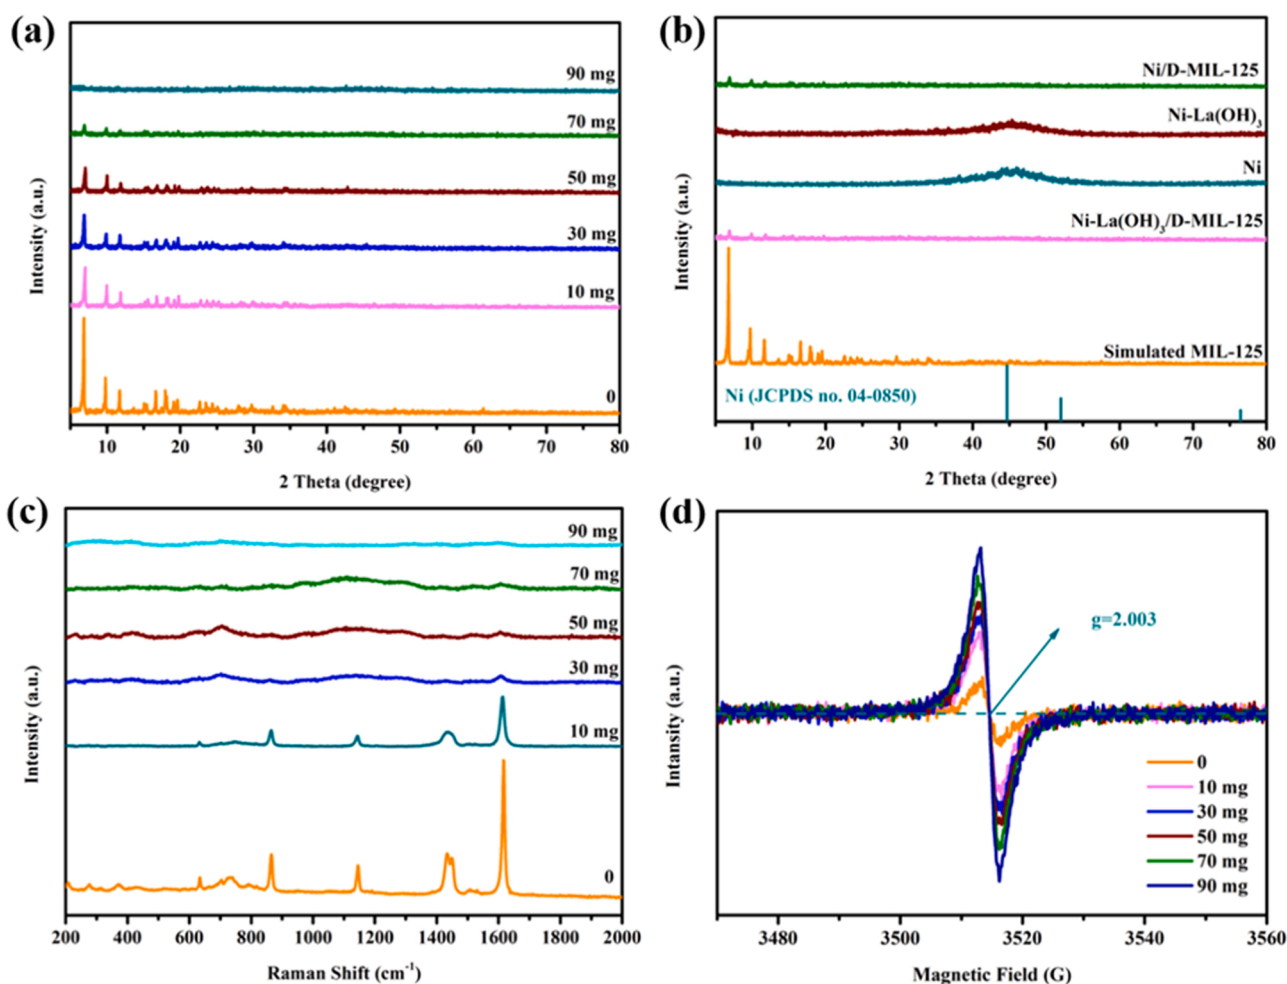 (a)
90 mg
70 mg
50 mg
30 mg
10 mg
0
Intensity (a.u.)
10 20 30 40 50 60 70 80
2 Theta (degree)
(b)
Ni/D-MIL-125
Ni-La(OH)3
Ni
Ni-La(OH)3/D-MIL-125
Simulated MIL-125
Ni (JCPDS no. 04-0850)
Intensity (a.u.)
10 20 30 40 50 60 70 80
2 Theta (degree)
(c)
90 mg
70 mg
50 mg
30 mg
10 mg
0
Intensity (a.u.)
200 400 600 800 1000 1200 1400 1600 1800 2000
Raman Shift (cm-1)
(d)
g=2.003
0
10 mg
30 mg
50 mg
70 mg
90 mg
Intansity (a.u.)
3480 3500 3520 3540 3560
Magnetic Field (G)